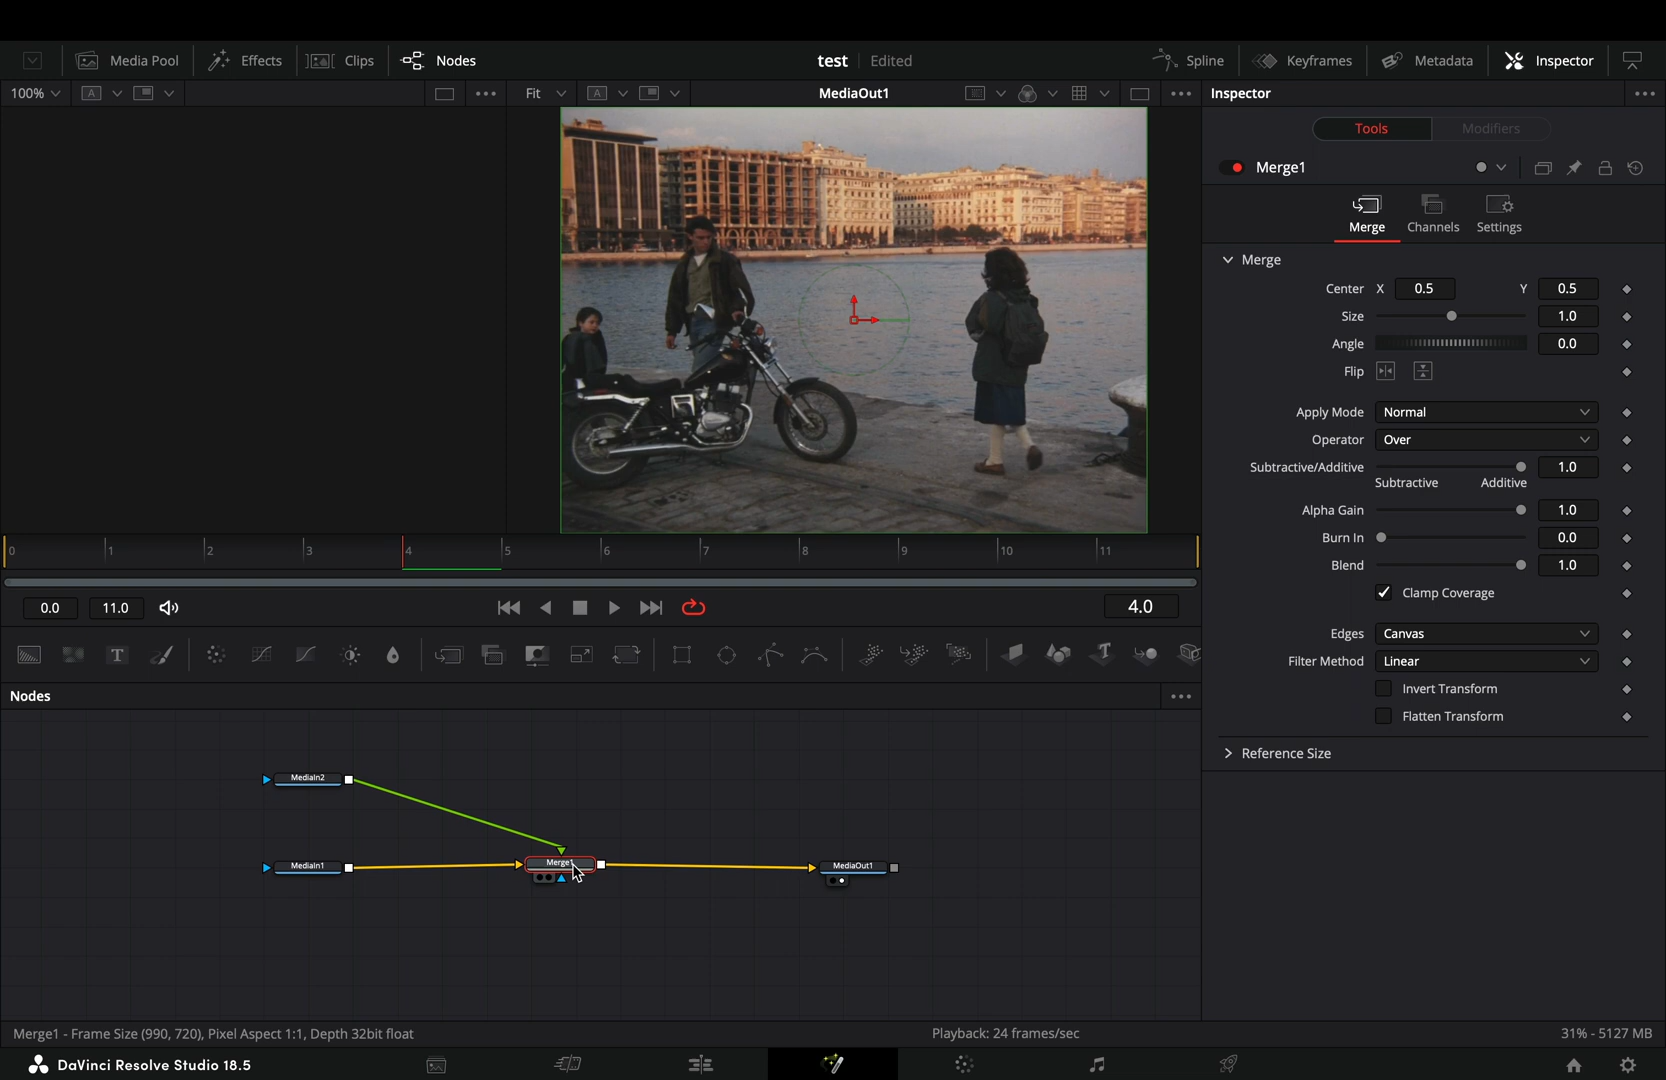 Media Pool Effects Clips Nodes test Edited Spline Keyframes Metadata Inspector
100% A Fit A MediaOut1 Inspector
Tools Modifiers
Merge1
Merge Channels Settings
Merge
Center X 0.5 Y 0.5
Size 1.0
Angle 0.0
Flip
Apply Mode Normal
Operator Over
Subtractive/Additive 1.0
Subtractive Additive
Alpha Gain 1.0
Burn In 0.0
Blend 1.0
Clamp Coverage
Edges Canvas
Filter Method Linear
Invert Transform
Flatten Transform
Reference Size
0 1 2 3 4 5 6 7 8 9 10 11
0.0 11.0 4.0
T T
Nodes
MediaIn2
MediaIn1 Merge1 MediaOut1
Merge1 - Frame Size (990, 720), Pixel Aspect 1:1, Depth 32bit float Playback: 24 frames/sec 31% - 5127 MB
DaVinci Resolve Studio 18.5